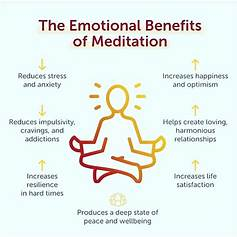 The Emotional Benefits
of Meditation
Reduces stress
and anxiety
Increases happiness
and optimism
Reduces impulsivity,
cravings, and
addictions
Helps create loving,
harmonious
relationships
Increases
resilience
in hard times
Increases life
satisfaction
Produces a deep state of
peace and wellbeing